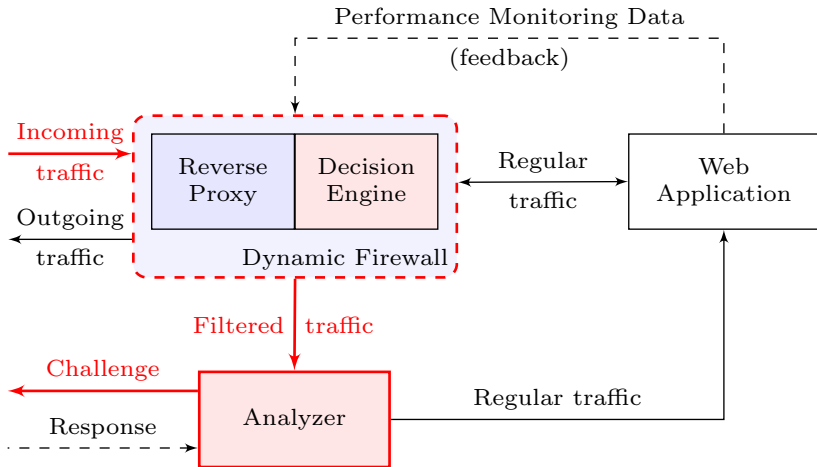 Performance Monitoring Data
(feedback)
Incoming
traffic
Reverse
Proxy
Decision
Engine
Regular
traffic
Web
Application
Outgoing
traffic
Dynamic Firewall
Filtered traffic
Challenge
Analyzer
Regular traffic
Response